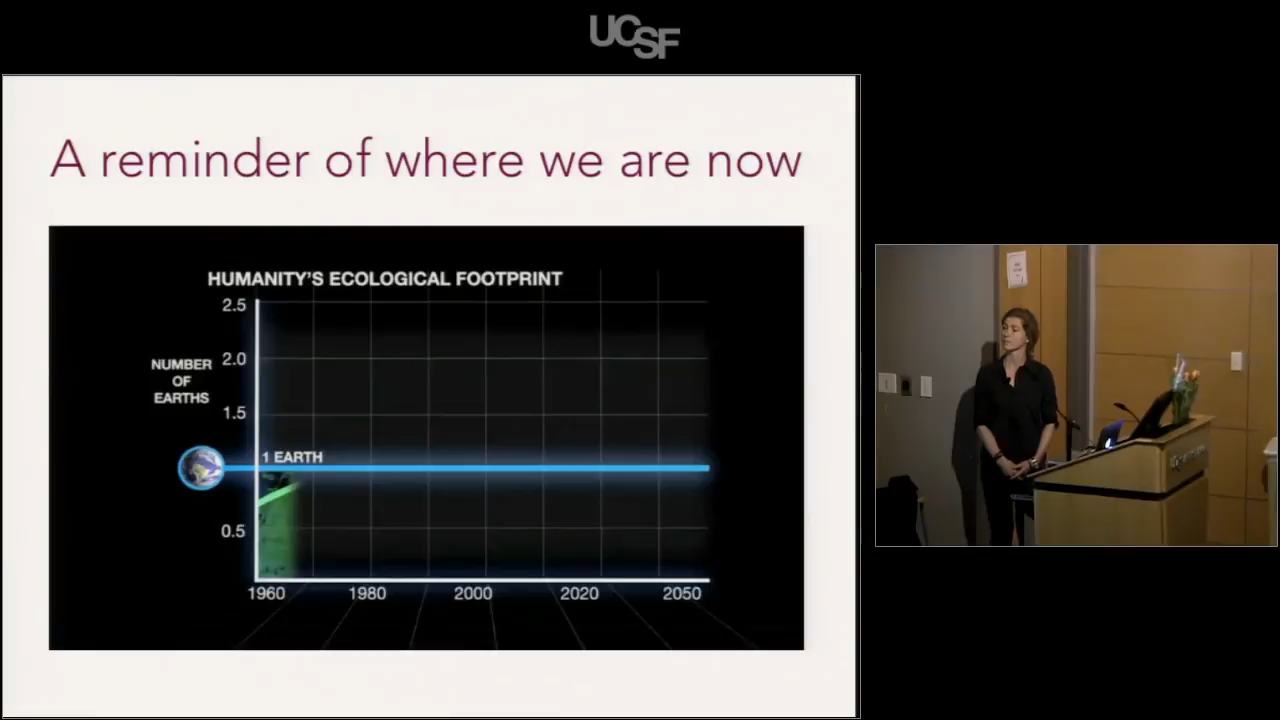 UCSF
A reminder of where we are now
HUMANITY'S ECOLOGICAL FOOTPRINT
2.5
NUMBER
OF
EARTHS
2.0
1.5
1 EARTH
0.5
1960 1980 2000 2020 2050